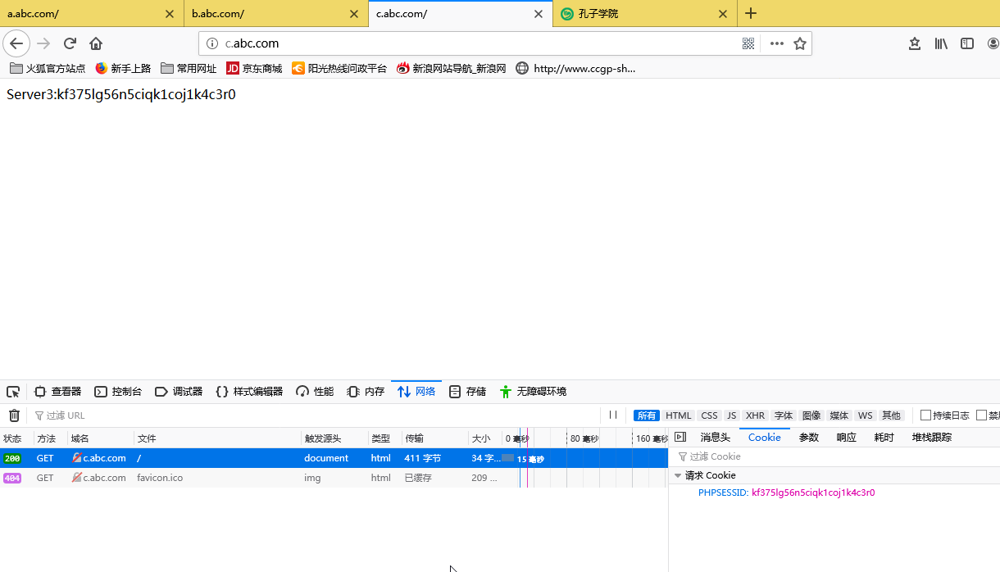 a.abc.com/ b.abc.com/ c.abc.com/ 孔子学院
c.abc.com
火狐官方站点 新手上路 常用网址 JD 京东商城 阳光热线问政平台 新浪网站导航_新浪网 http://www.ccgp-sh...
Server3:kf375lg56n5ciqk1coj1k4c3r0
查看器 控制台 调试器 {} 样式编辑器 性能 内存 网络 存储 无障碍环境
过滤 URL 所有 HTML CSS JS XHR 字体 图像 媒体 WS 其他 持续日志 禁
状态 方法 域名 文件 触发源头 类型 传输 大小 0 毫秒 80 毫秒 160 毫秒 消息头 Cookie 参数 响应 耗时 堆栈跟踪
200 GET c.abc.com / document html 411 字节 34 字... 15 毫秒 过滤 Cookie
404 GET c.abc.com favicon.ico img html 已缓存 209 ... 请求 Cookie
PHPSESSID: kf375lg56n5ciqk1coj1k4c3r0